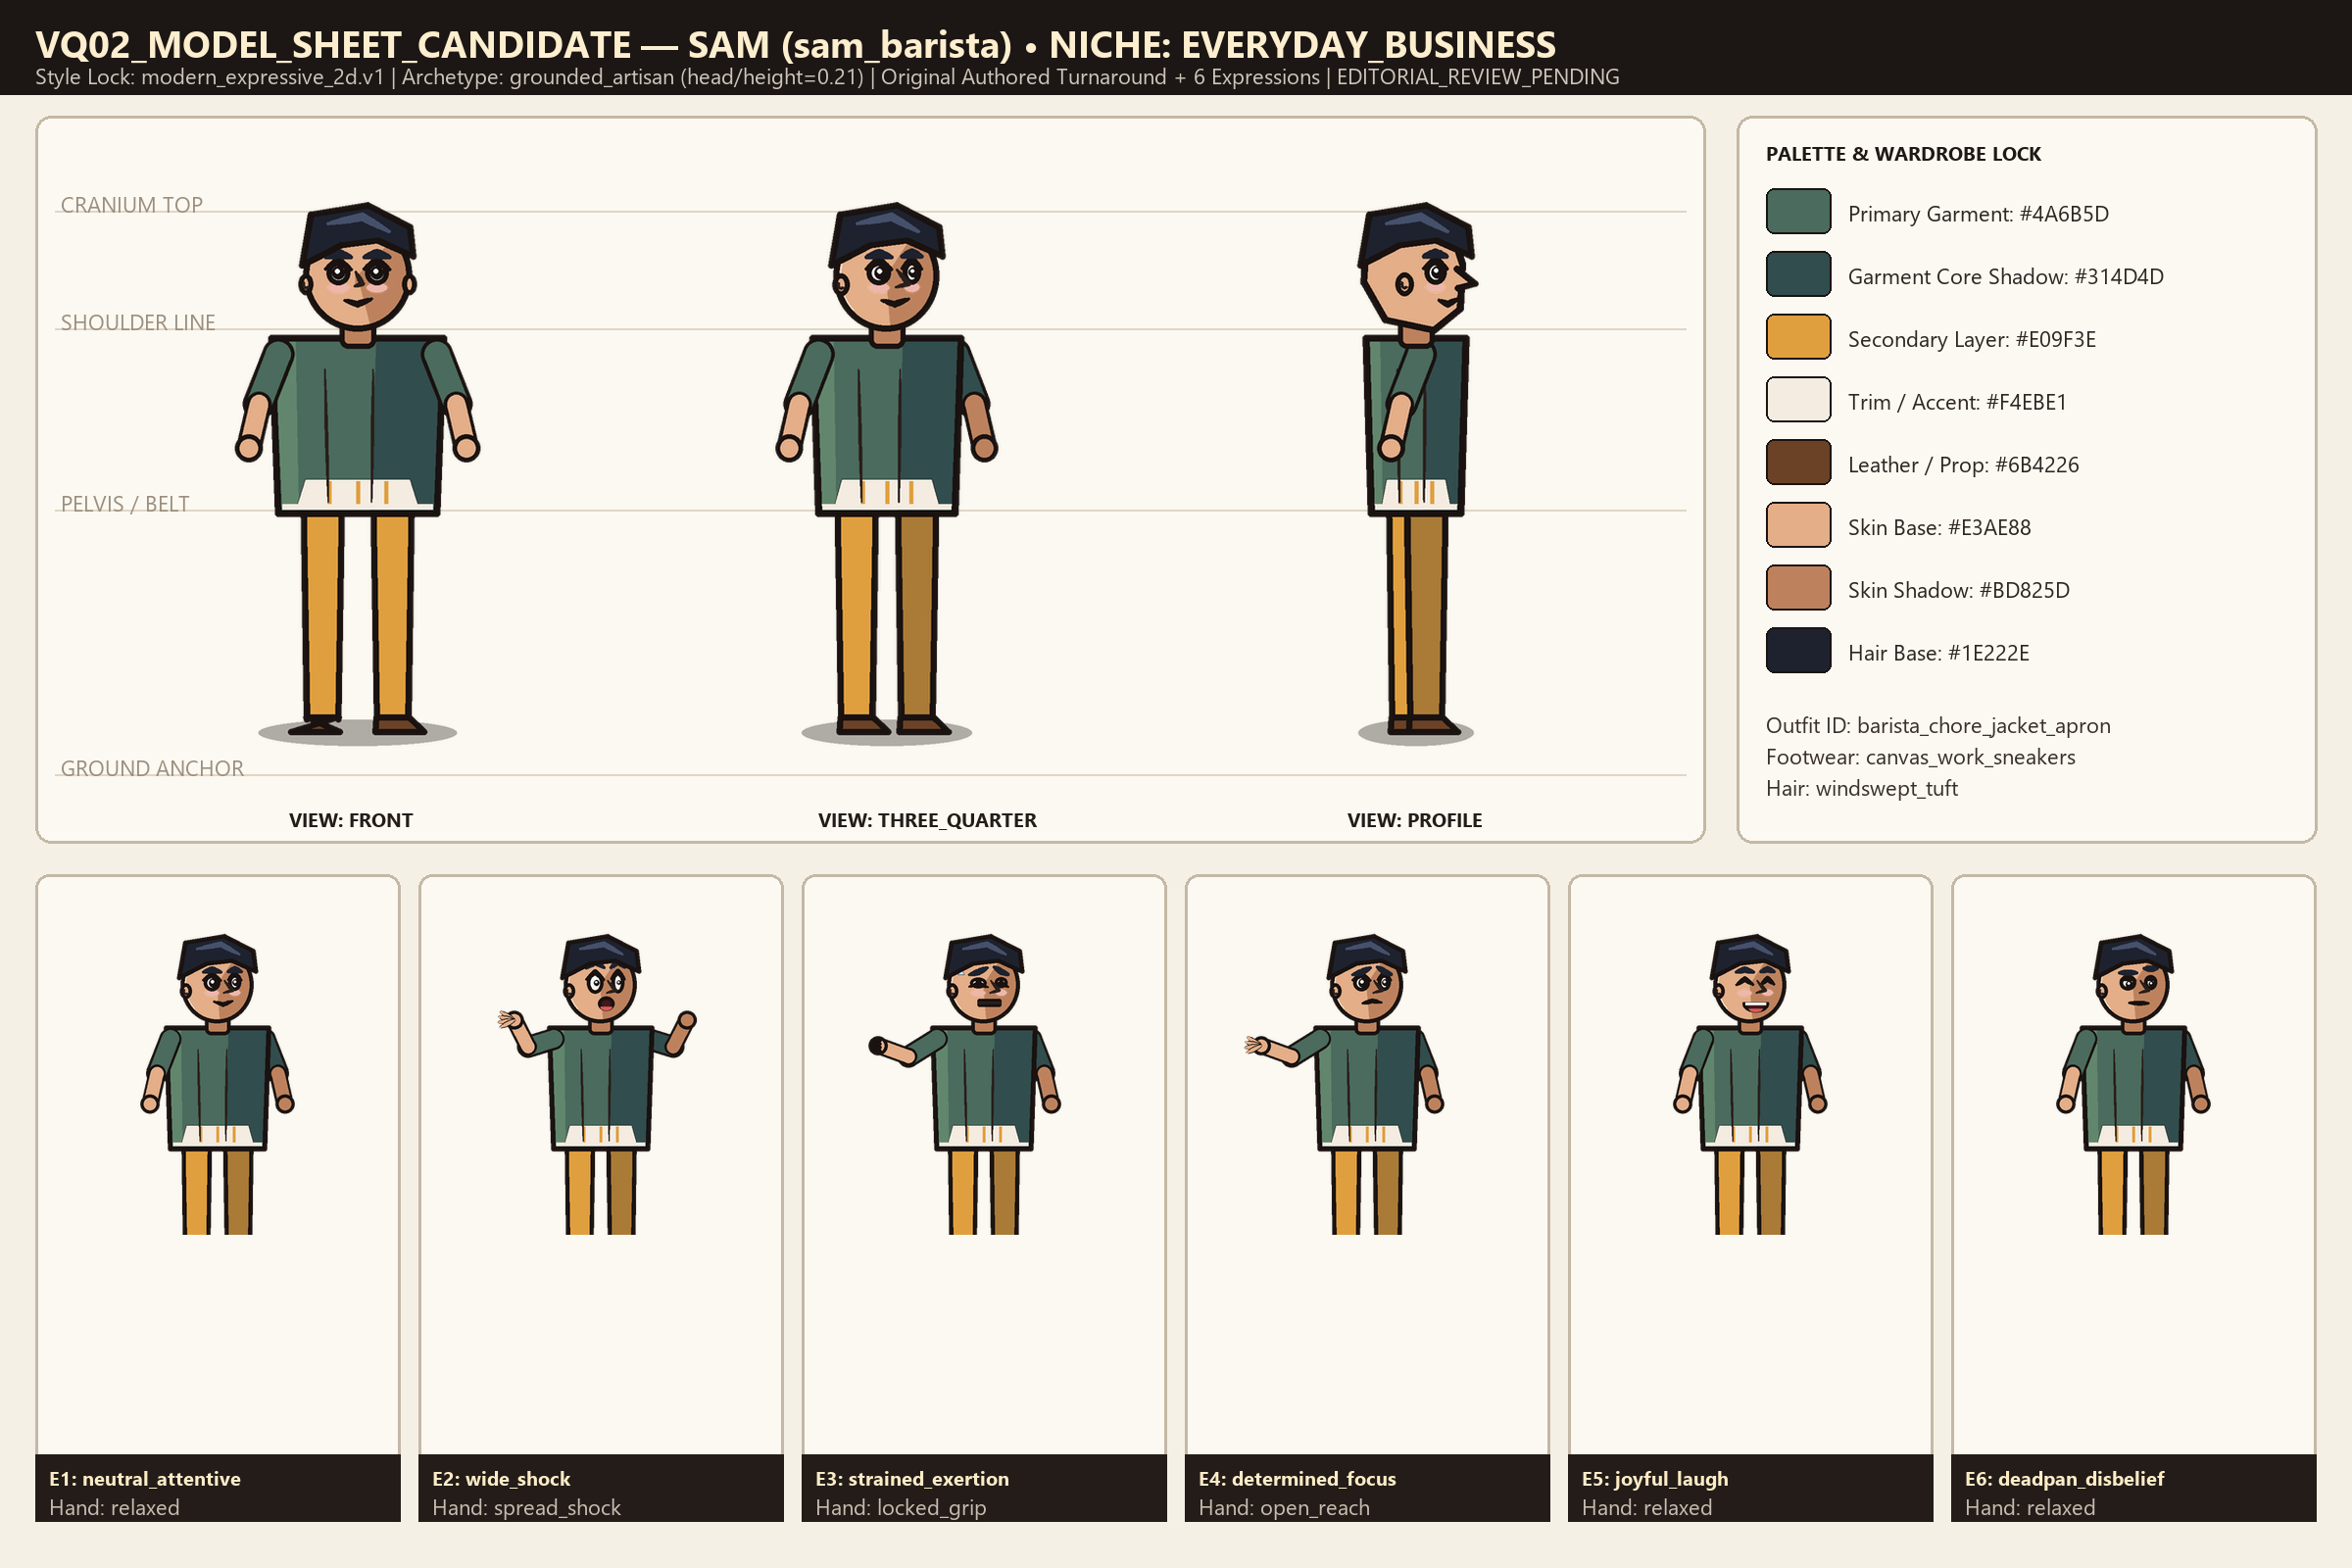 VQ02_MODEL_SHEET_CANDIDATE — SAM (sam_barista) • NICHE: EVERYDAY_BUSINESS
Style Lock: modern_expressive_2d.v1 | Archetype: grounded_artisan (head/height=0.21) | Original Authored Turnaround + 6 Expressions | EDITORIAL_REVIEW_PENDING
CRANIUM TOP
SHOULDER LINE
PELVIS / BELT
GROUND ANCHOR
VIEW: FRONT
VIEW: THREE_QUARTER
VIEW: PROFILE
PALETTE & WARDROBE LOCK
Primary Garment: #4A6B5D
Garment Core Shadow: #314D4D
Secondary Layer: #E09F3E
Trim / Accent: #F4EBE1
Leather / Prop: #6B4226
Skin Base: #E3AE88
Skin Shadow: #BD825D
Hair Base: #1E222E
Outfit ID: barista_chore_jacket_apron
Footwear: canvas_work_sneakers
Hair: windswept_tuft
E1: neutral_attentive
Hand: relaxed
E2: wide_shock
Hand: spread_shock
E3: strained_exertion
Hand: locked_grip
E4: determined_focus
Hand: open_reach
E5: joyful_laugh
Hand: relaxed
E6: deadpan_disbelief
Hand: relaxed